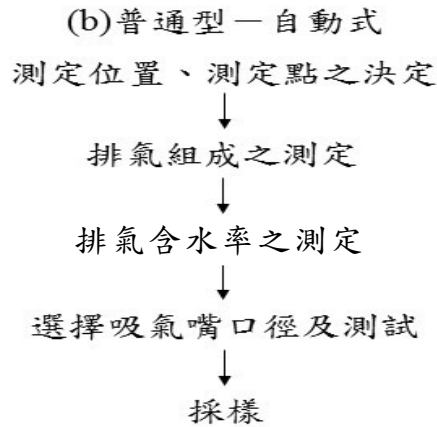 (b)普通型－自動式
測定位置、測定點之決定
排氣組成之測定
排氣含水率之測定
選擇吸氣嘴口徑及測試
採樣